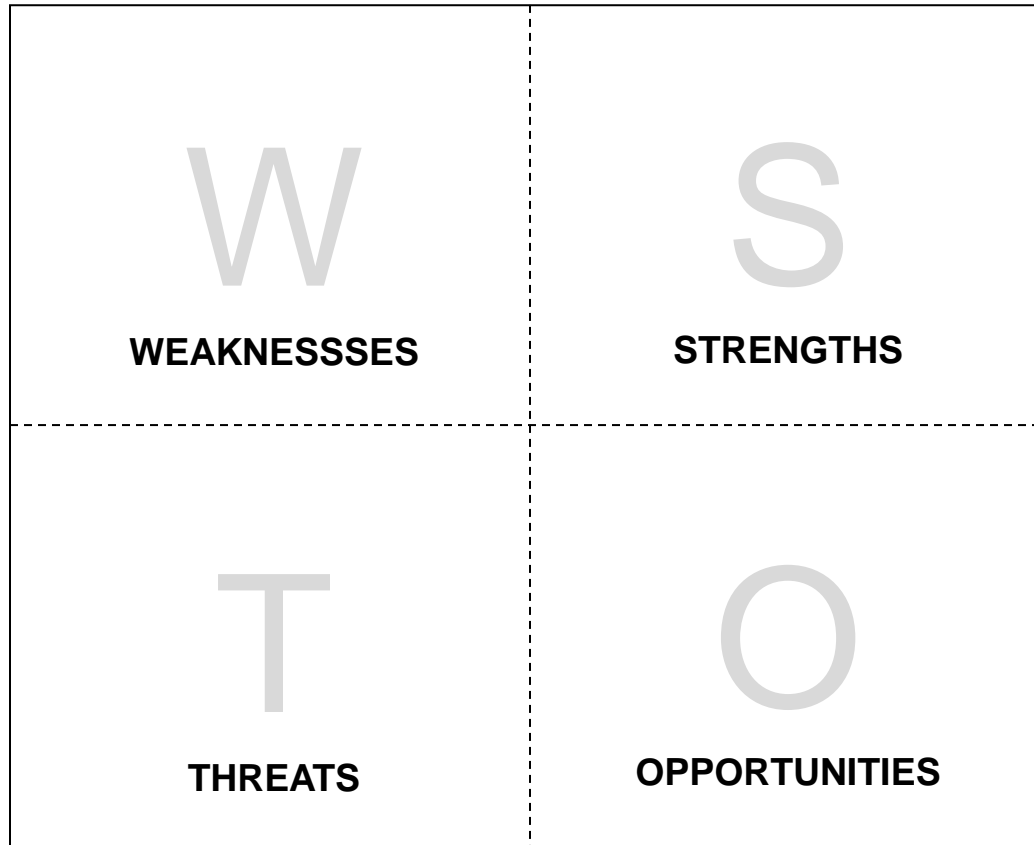 W
S
WEAKNESSSES
STRENGTHS
T
O
THREATS
OPPORTUNITIES